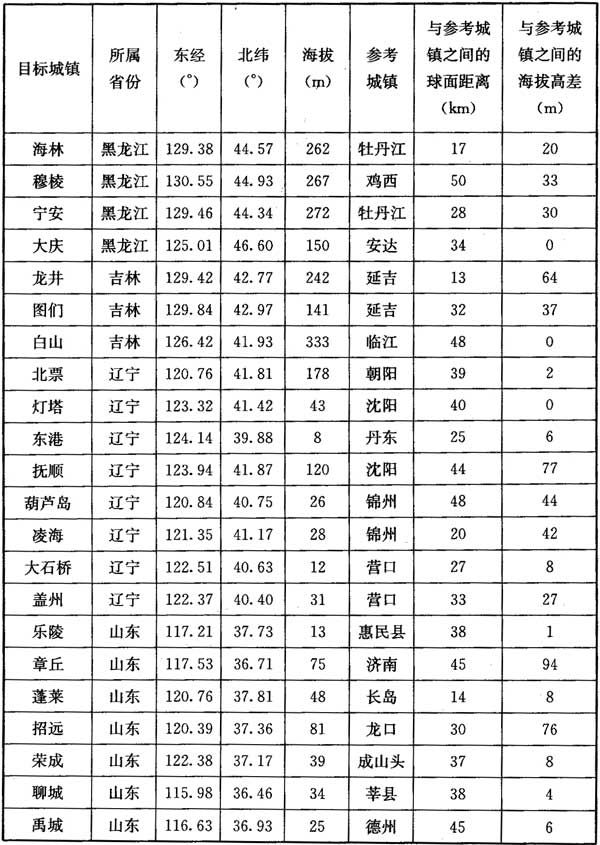 目标城镇 所属省份 东经(°) 北纬(°) 海拔(m) 参考城镇 与参考城镇之间的球面距离(km) 与参考城镇之间的海拔高差(m)
海林 黑龙江 129.38 44.57 262 牡丹江 17 20
穆棱 黑龙江 130.55 44.93 267 鸡西 50 33
宁安 黑龙江 129.46 44.34 272 牡丹江 28 30
大庆 黑龙江 125.01 46.60 150 安达 34 0
龙井 吉林 129.42 42.77 242 延吉 13 64
图们 吉林 129.84 42.97 141 延吉 32 37
白山 吉林 126.42 41.93 333 临江 48 0
北票 辽宁 120.76 41.81 178 朝阳 39 2
灯塔 辽宁 123.32 41.42 43 沈阳 40 0
东港 辽宁 124.14 39.88 8 丹东 25 6
抚顺 辽宁 123.94 41.87 120 沈阳 44 77
葫芦岛 辽宁 120.84 40.75 26 锦州 48 44
凌海 辽宁 121.35 41.17 28 锦州 20 42
大石桥 辽宁 122.51 40.63 12 营口 27 8
盖州 辽宁 122.37 40.40 31 营口 33 27
乐陵 山东 117.21 37.73 13 惠民县 38 1
章丘 山东 117.53 36.71 75 济南 45 94
蓬莱 山东 120.76 37.81 48 长岛 14 8
招远 山东 120.39 37.36 81 龙口 30 76
荣成 山东 122.38 37.17 39 成山头 37 8
聊城 山东 115.98 36.46 34 莘县 38 4
禹城 山东 116.63 36.93 25 德州 45 6